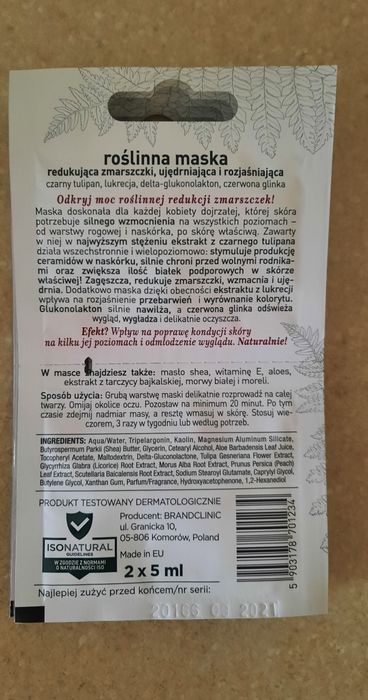 roślinna maska
redukująca zmarszczki, ujędrniająca i rozjaśniająca
czarny tulipan, lukrecja, delta-glukonolakton, czerwona glinka
Odkryj moc roślinnej redukcji zmarszczek!
Maska doskonała dla każdej kobiety dojrzałej, której skóra
potrzebuje silnego wzmocnienia na wszystkich poziomach -
od warstwy rogowej i naskórka, po skórę właściwą. Zawarty
w niej w najwyższym stężeniu ekstrakt z czarnego tulipana
działa wszechstronnie i wielopoziomowo: stymuluje produkcję
ceramidów w naskórku, silnie chroni przed wolnymi rodnika-
mi oraz zwiększa ilość białek podporowych w skórze
właściwej! Zagęszcza, redukuje zmarszczki, wzmacnia i uję-
drnia. Dodatkowo maska dzięki obecności ekstraktu z lukrecji
wpływa na rozjaśnienie przebarwień i wyrównanie kolorytu.
Glukonolakton silnie nawilża, a czerwona glinka odświeża
wygląd, wygładza i delikatnie oczyszcza.
Efekt? Wpływ na poprawę kondycji skóry
na kilku jej poziomach i odmłodzenie wyglądu. Naturalnie!
W masce znajdziesz także: masło shea, witaminę E, aloes,
ekstrakt z tarczycy bajkalskiej, morwy białej i moreli.
Sposób użycia: Grubą warstwę maski delikatnie rozprowadź na całej
twarzy. Omijaj okolice oczu. Pozostaw na minimum 20 minut. Po tym
czasie zdejmij nadmiar masy, a resztę wmasuj w skórę. Stosuj wie-
czorem, 3 razy w tygodniu lub według potrzeb.
INGREDIENTS: Aqua/Water, Tripelargonin, Kaolin, Magnesium Aluminum Silicate,
Butyrospermum Parkii (Shea) Butter, Glycerin, Cetearyl Alcohol, Aloe Barbadensis Leaf Juice,
Tocopheryl Acetate, Maltodextrin, Delta-Gluconolactone, Tulipa Gesneriana Flower Extract,
Glycyrrhiza Glabra (Licorice) Root Extract, Morus Alba Root Extract, Prunus Persica (Peach)
Leaf Extract, Scutellaria Baicalensis Root Extract, Sodium Stearoyl Glutamate, Caprylyl Glycol,
Butylene Glycol, Xanthan Gum, Parfum/Fragrance, Hydroxyacetophenone, 1,2-Hexanediol
PRODUKT TESTOWANY DERMATOLOGICZNIE
ISONATURAL
GUIDELINES
W ZGODZIE Z NORMAMI
O NATURALNOŚCI ISO
Producent: BRANDCLINIC
ul. Granicka 10,
05-806 Komorów, Poland
Made in EU
2 x 5 ml
5 903178 701234
Najlepiej zużyć przed końcem/nr serii:
20166 03 2021